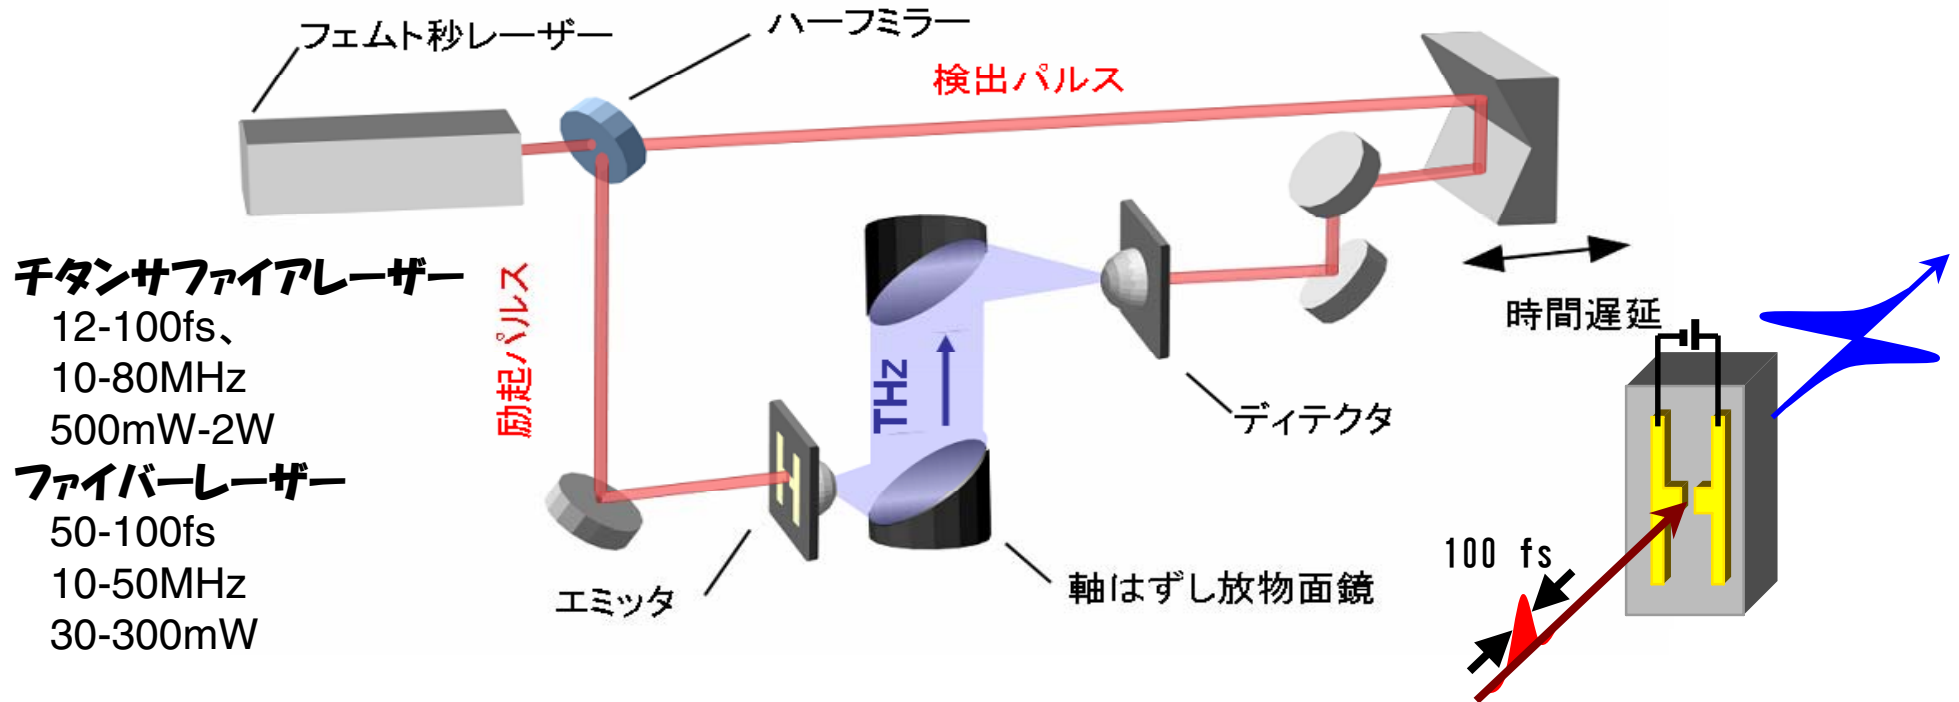 フェムト秒レーザー
ハーフミラー
検出パルス
チタンサファイアレーザー
12-100fs、
10-80MHz
500mW-2W
ファイバーレーザー
50-100fs
10-50MHz
30-300mW
励起パルス
THz
時間遅延
ディテクタ
エミッタ
軸はずし放物面鏡
100 fs